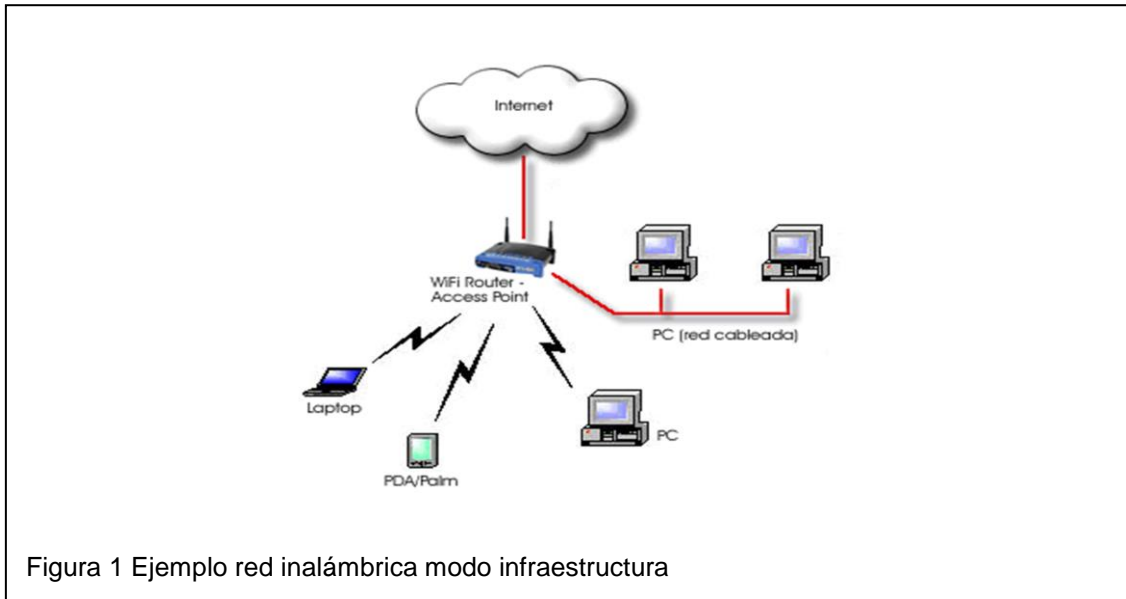 Internet
WiFi Router -
Access Point
PC (red cableada)
Laptop
PC
PDA/Palm
Figura 1 Ejemplo red inalámbrica modo infraestructura